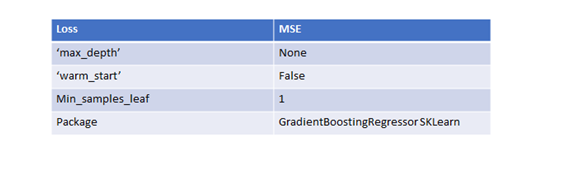 Loss MSE
‘max_depth’ None
‘warm_start’ False
Min_samples_leaf 1
Package GradientBoostingRegressor SKLearn